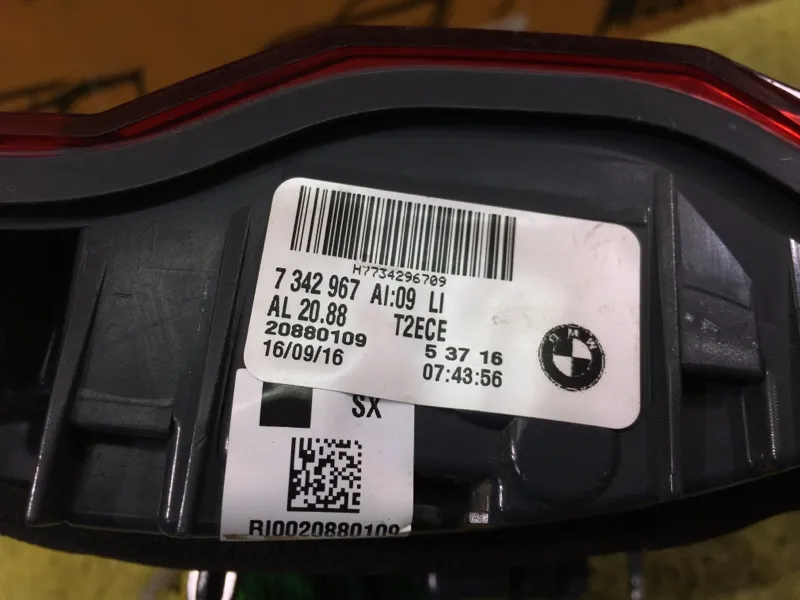 H7734296709
7 342 967 AI:09 LI
AL 20.88 T2ECE
20880109 5 37 16
16/09/16 07:43:56
BMW
SX
RI0020880109